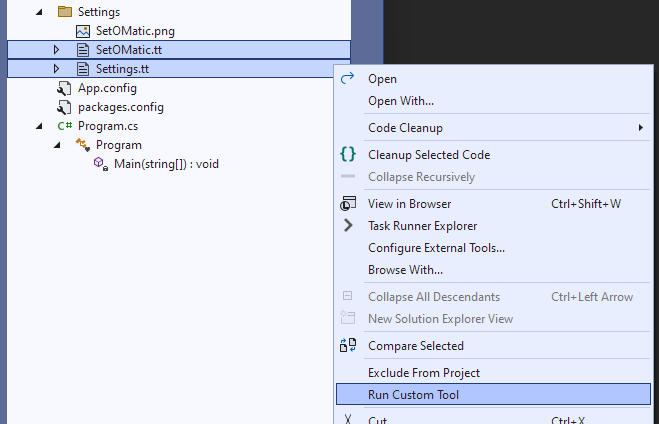 Settings
SetOMatic.png
SetOMatic.tt
Settings.tt
App.config
packages.config
C# Program.cs
Program
Main(string[]) : void
Open
Open With...
Code Cleanup
{} Cleanup Selected Code
Collapse Recursively
View in Browser Ctrl+Shift+W
Task Runner Explorer
Configure External Tools...
Browse With...
Collapse All Descendants Ctrl+Left Arrow
New Solution Explorer View
Compare Selected
Exclude From Project
Run Custom Tool
Cut Ctrl+X